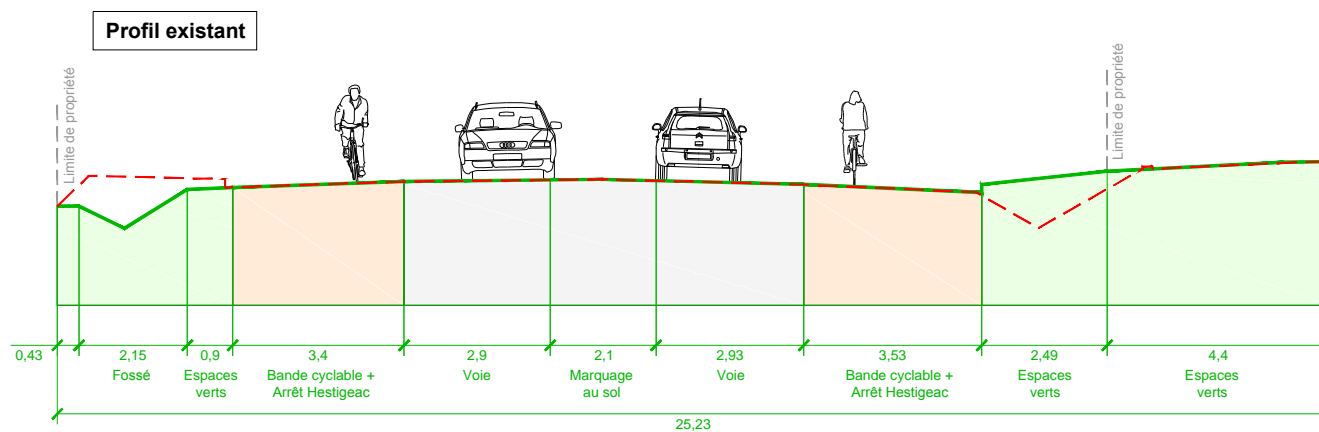 Profil existant
Limite de propriété
Limite de propriété
0,43
2,15
0,9
3,4
2,9
2,1
2,93
3,53
2,49
4,4
Fossé
Espaces
verts
Bande cyclable +
Arrêt Hestigeac
Voie
Marquage
au sol
Voie
Bande cyclable +
Arrêt Hestigeac
Espaces
verts
Espaces
verts
25,23